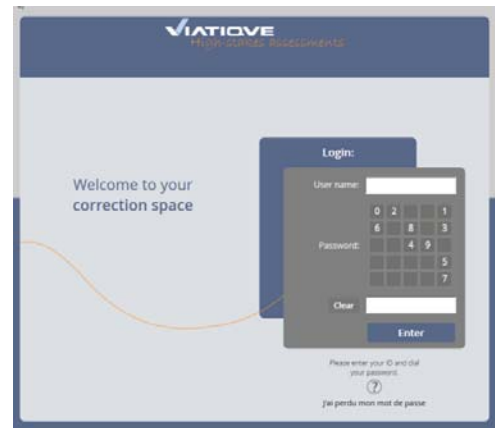 VIATIQVE
High stakes assessments
Login:
Welcome to your
correction space
User name:
0 2 1
6 8 3
Password:
4 9
5
7
Clear
Enter
Please enter your ID and dial
your password.
?
J'ai perdu mon mot de passe